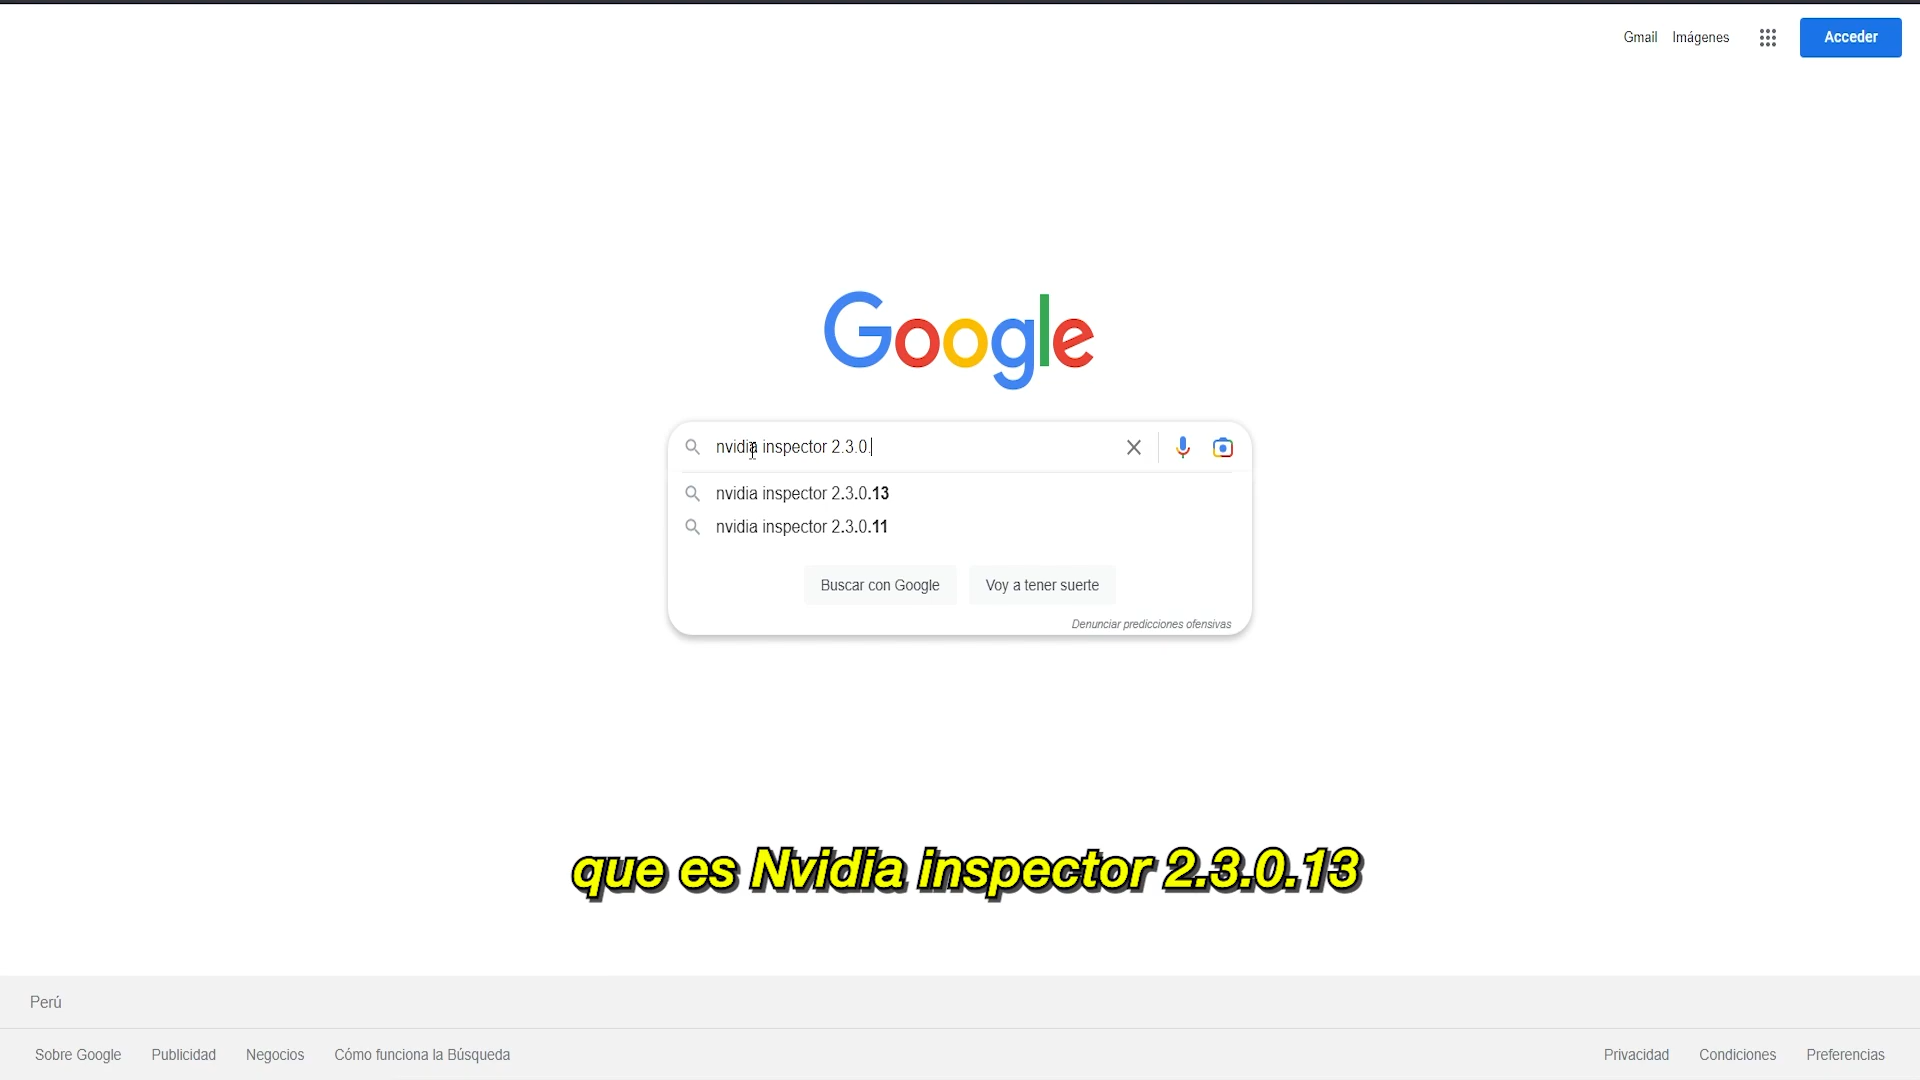 Gmail Imágenes Acceder
Google
nvidia inspector 2.3.0.
nvidia inspector 2.3.0.13
nvidia inspector 2.3.0.11
Buscar con Google Voy a tener suerte
Denunciar predicciones ofensivas
que es Nvidia inspector 2.3.0.13
Perú
Sobre Google Publicidad Negocios Cómo funciona la Búsqueda Privacidad Condiciones Preferencias